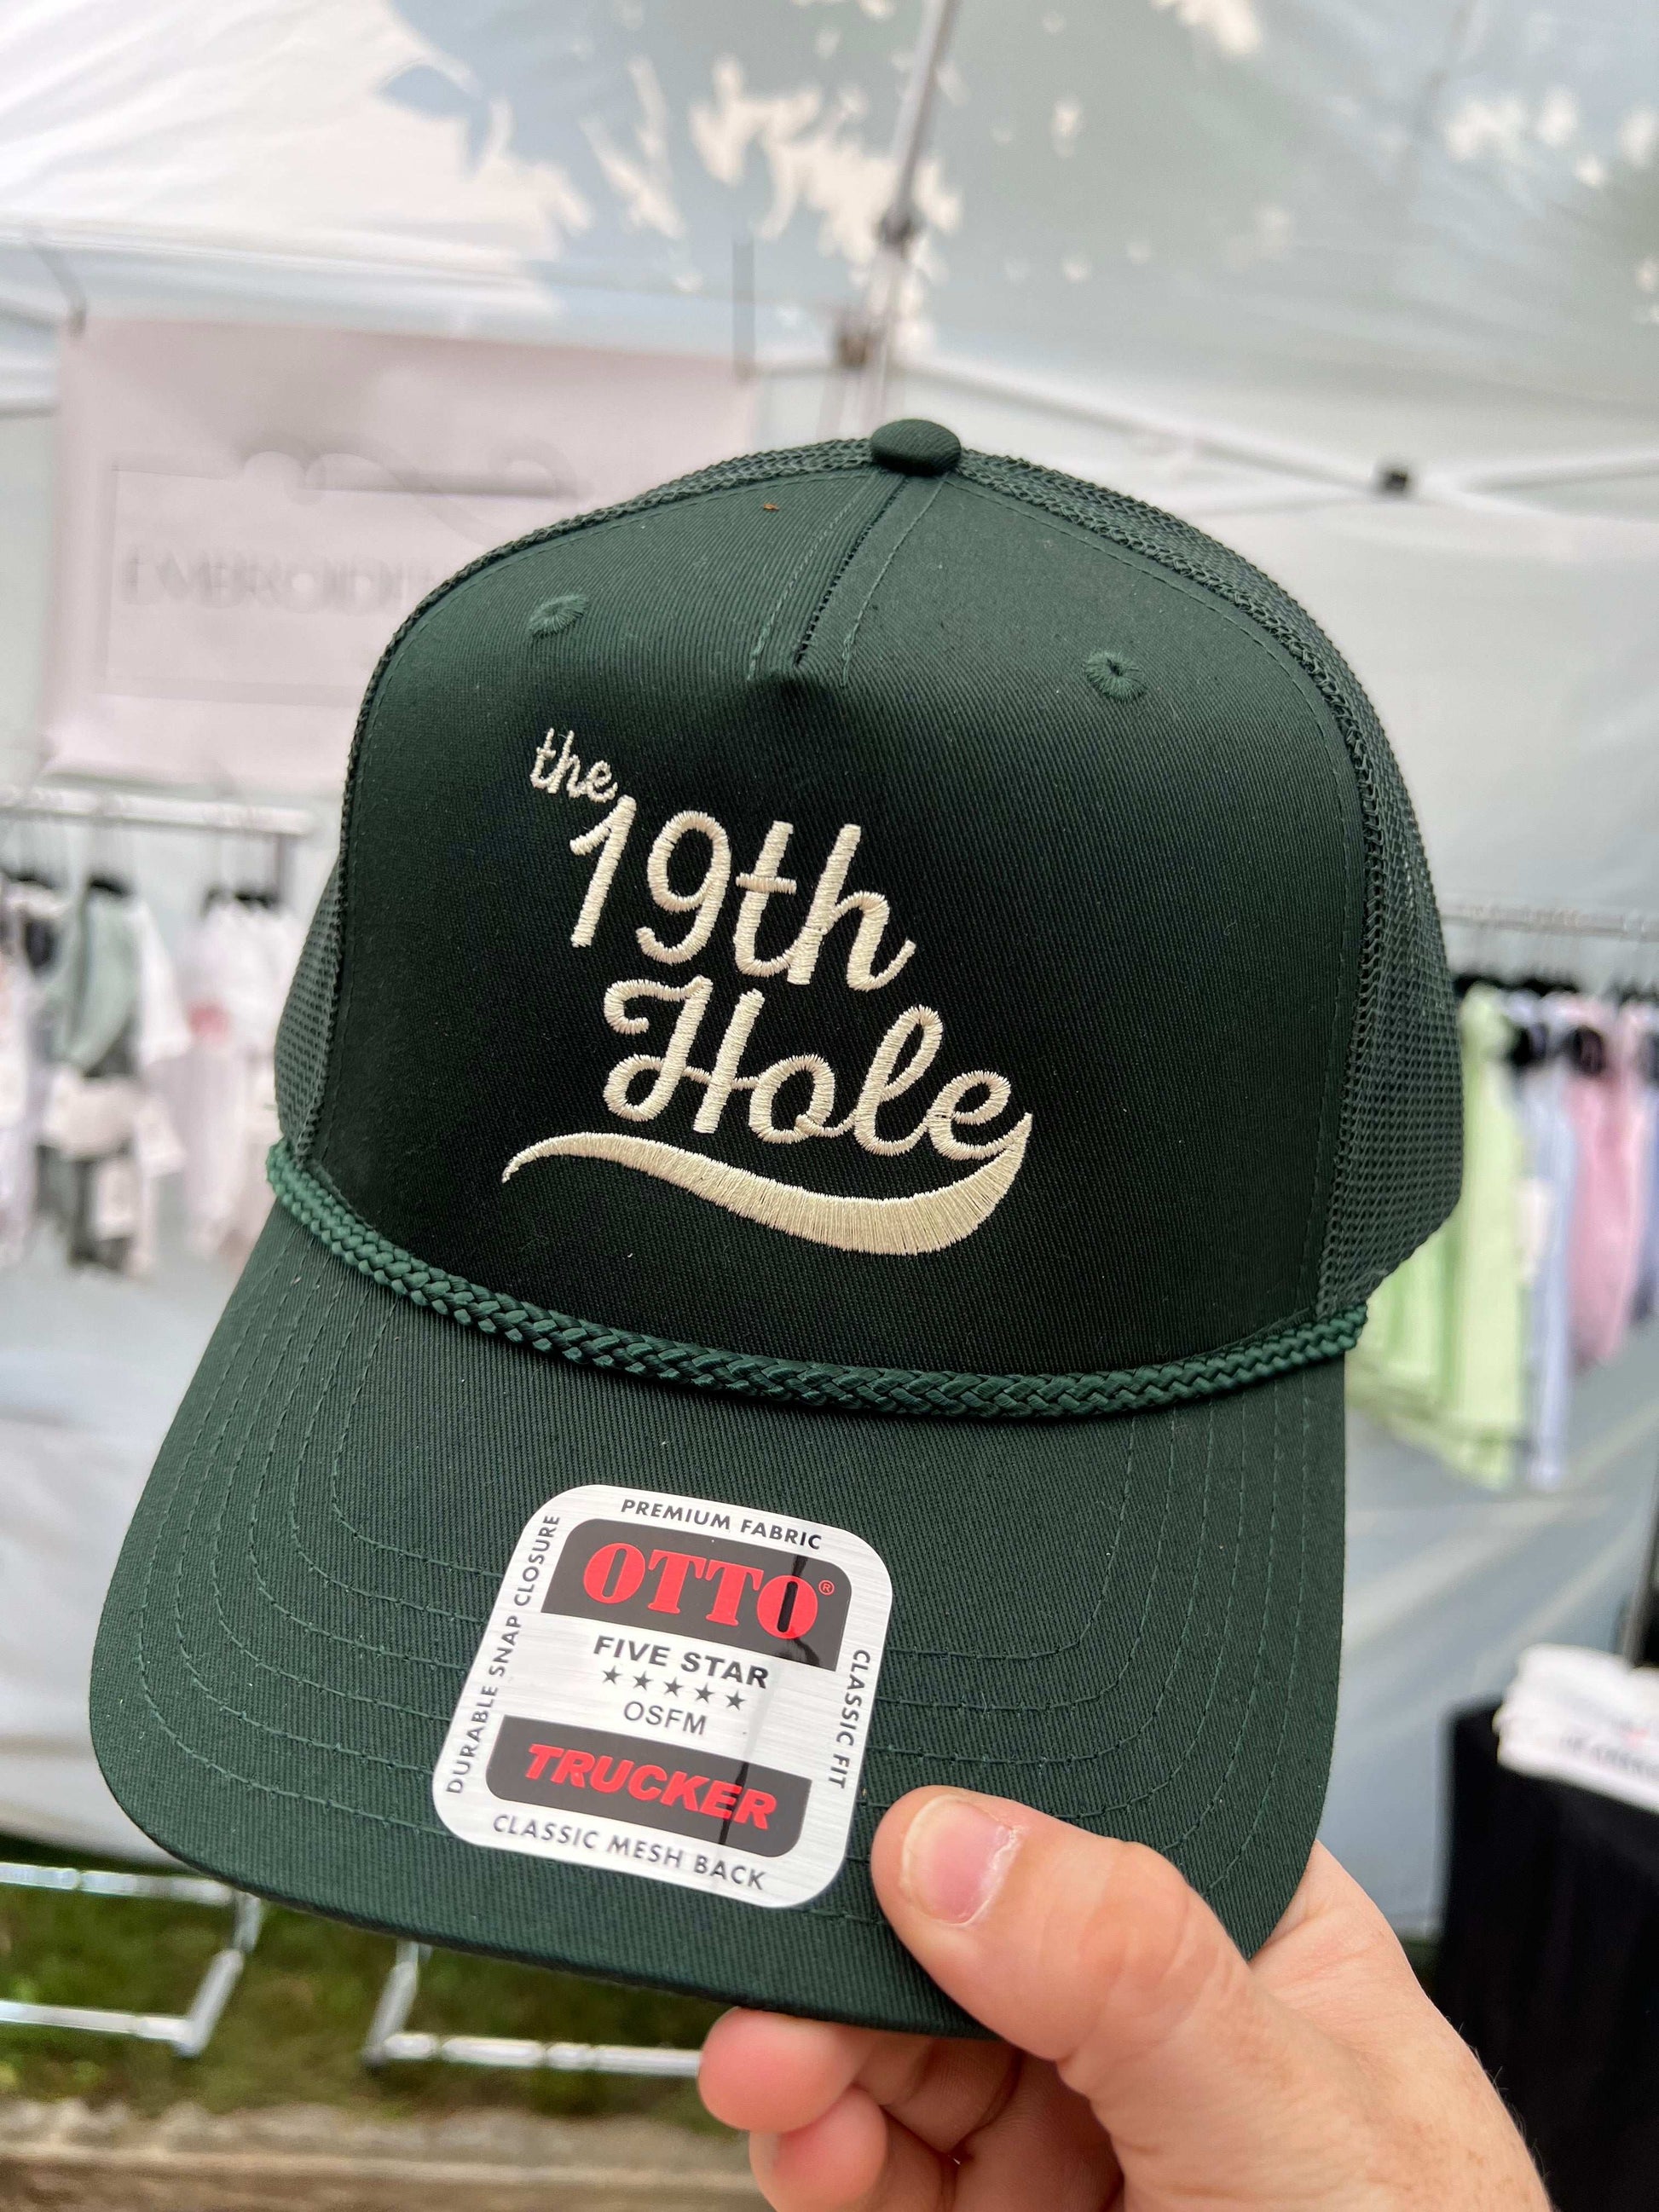 the
19th
Hole
PREMIUM FABRIC
OTTO®
FIVE STAR
★★★★★
OSFM
TRUCKER
CLASSIC MESH BACK
DURABLE SNAP CLOSURE
CLASSIC FIT